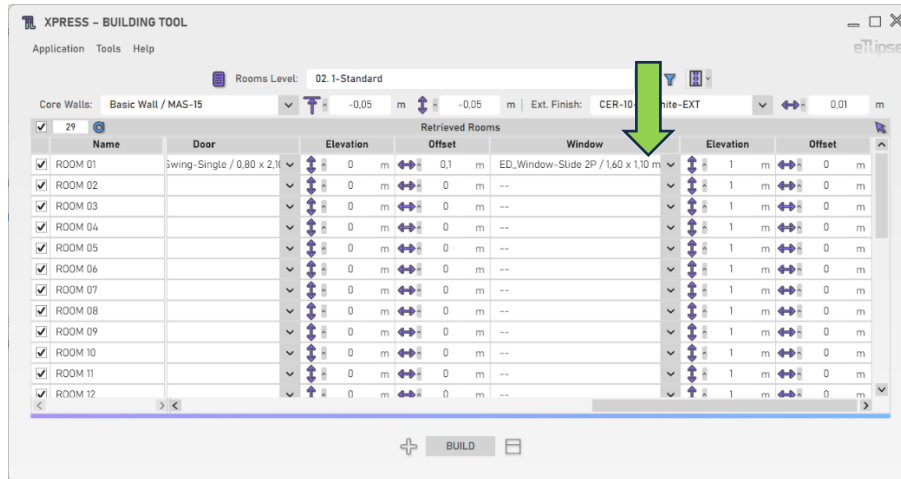 XPRESS – BUILDING TOOL
Application Tools Help
eTLipse
Rooms Level: 02. 1-Standard
Core Walls: Basic Wall / MAS-15 -0,05 m -0,05 m Ext. Finish: CER-10- -EXT 0,01 m
29 Retrieved Rooms
Name Door Elevation Offset Window Elevation Offset
ROOM 01 Swing-Single / 0,80 x 2,10 0 m 0,1 m ED_Window-Slide 2P / 1,60 x 1,10 m 1 m 0 m
ROOM 02 0 m 0 m -- 1 m 0 m
ROOM 03 0 m 0 m -- 1 m 0 m
ROOM 04 0 m 0 m -- 1 m 0 m
ROOM 05 0 m 0 m -- 1 m 0 m
ROOM 06 0 m 0 m -- 1 m 0 m
ROOM 07 0 m 0 m -- 1 m 0 m
ROOM 08 0 m 0 m -- 1 m 0 m
ROOM 09 0 m 0 m -- 1 m 0 m
ROOM 10 0 m 0 m -- 1 m 0 m
ROOM 11 0 m 0 m -- 1 m 0 m
ROOM 12 0 m 0 m -- 1 m 0 m
BUILD